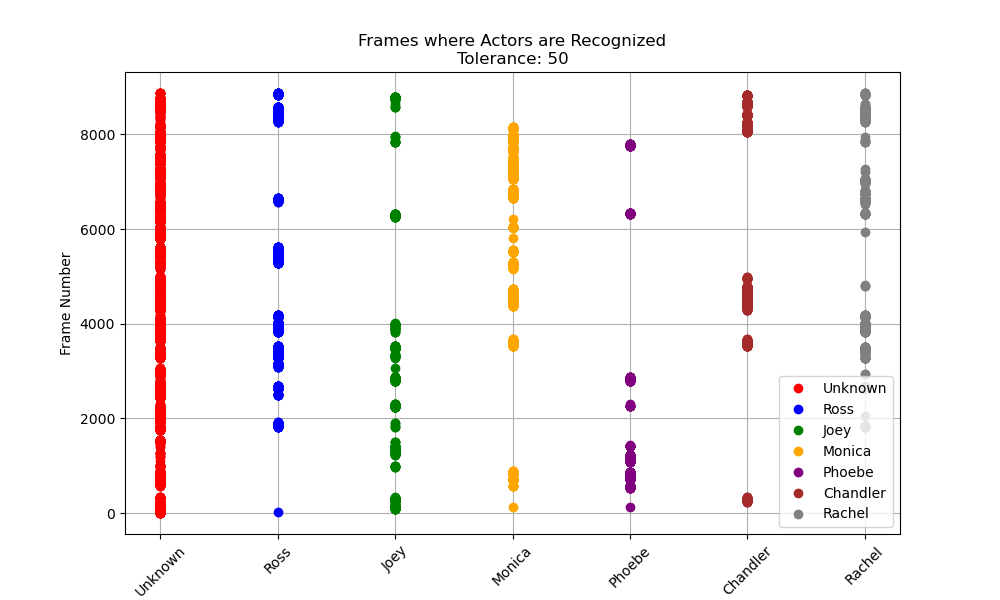 Frames where Actors are Recognized
Tolerance: 50
Frame Number
8000
6000
4000
2000
0
Unknown
Ross
Joey
Monica
Phoebe
Chandler
Rachel
Unknown
Ross
Joey
Monica
Phoebe
Chandler
Rachel